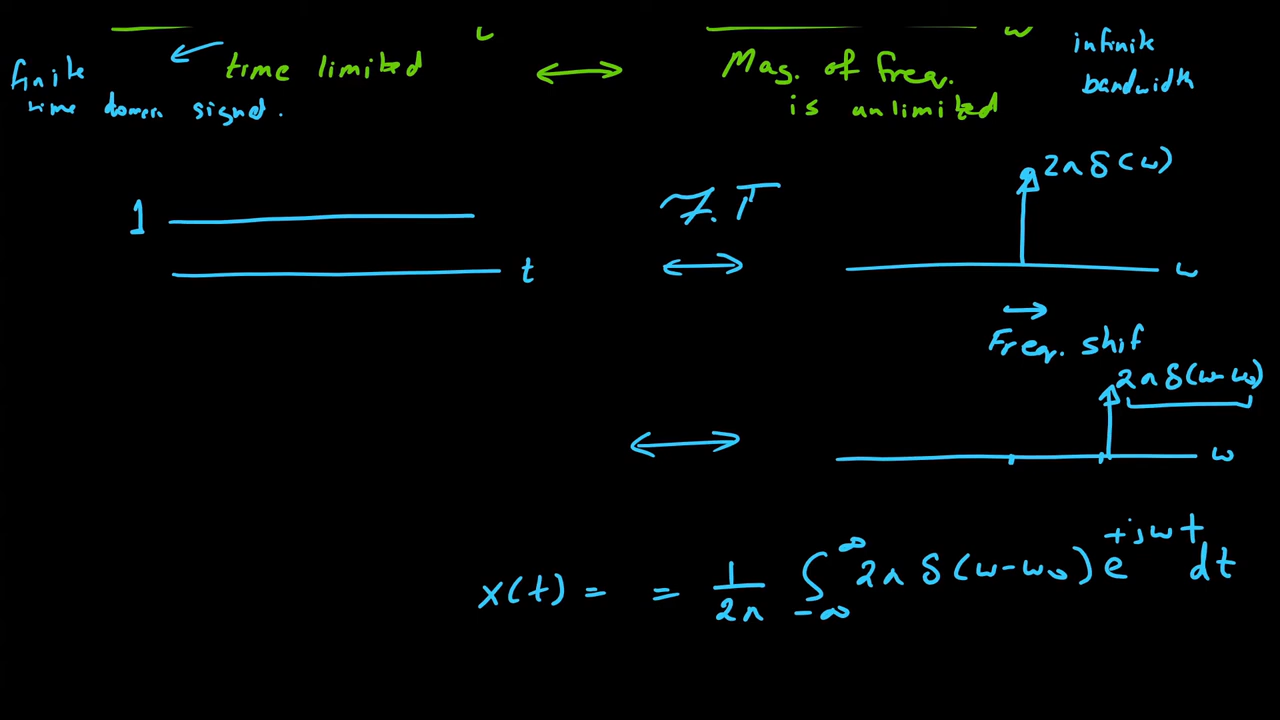 finite time limited ↔ Mag. of freq. infinite
time domain signal. is unlimited bandwidth
t ω
1 F.T 2π δ(ω)
t ↔ ω
Freq. shif
2π δ(ω-ω₀)
↔ ω
x(t) = = 1/2π ∫_{-∞}^{∞} 2π δ(ω-ω₀) e^{+jωt} dt